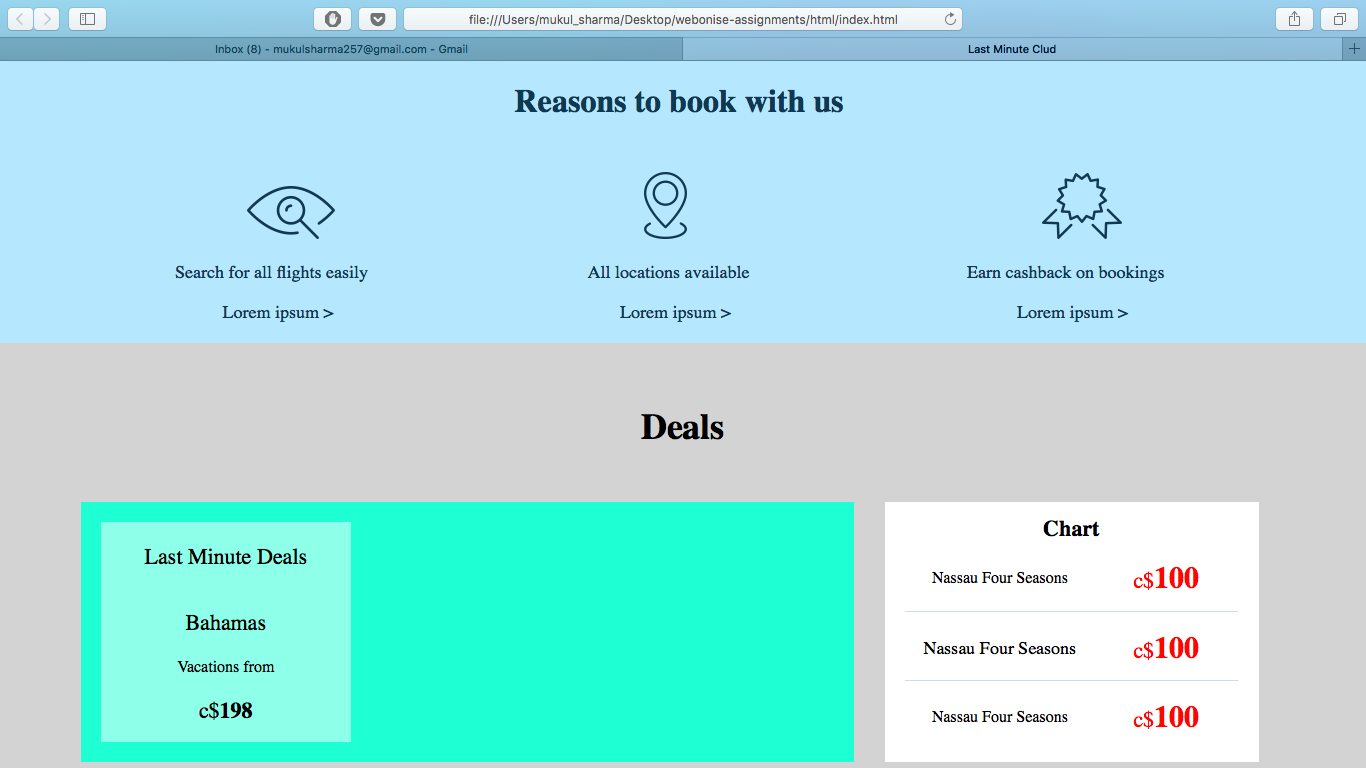 file:///Users/mukul_sharma/Desktop/webonise-assignments/html/index.html
Inbox (8) - mukulsharma257@gmail.com - Gmail
Last Minute Clud
+
Reasons to book with us
Search for all flights easily
All locations available
Earn cashback on bookings
Lorem ipsum >
Lorem ipsum >
Lorem ipsum >
Deals
Last Minute Deals
Bahamas
Vacations from
c$198
Chart
Nassau Four Seasons c$100
Nassau Four Seasons c$100
Nassau Four Seasons c$100